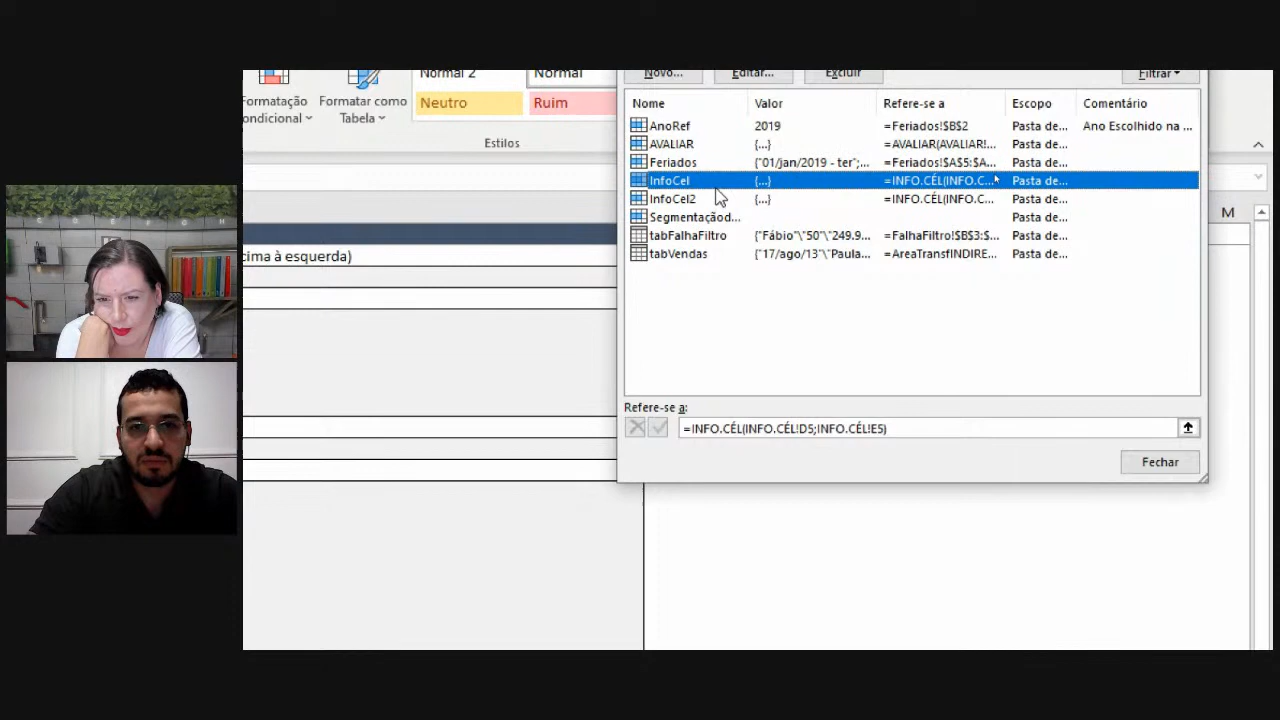 Normal 2 Normal
Formatação Formatar como Neutro Ruim
ondicional Tabela
Estilos
Novo... Editar... Excluir Filtrar
Nome Valor Refere-se a Escopo Comentário
AnoRef 2019 =Feriados!$B$2 Pasta de... Ano Escolhido na ...
AVALIAR {...} =AVALIAR(AVALIAR!... Pasta de...
Feriados {"01/jan/2019 - ter";... =Feriados!$A$5:$A... Pasta de...
InfoCel {...} =INFO.CÉL(INFO.C... Pasta de...
InfoCel2 {...} =INFO.CÉL(INFO.C... Pasta de...
Segmentaçãod... Pasta de...
tabFalhaFiltro {"Fábio"\"50"\"249.9... =FalhaFiltro!$B$3:$... Pasta de...
tabVendas {"17/ago/13"\"Paula... =AreaTransfINDIRE... Pasta de...
M
cima à esquerda)
Refere-se a:
=INFO.CÉL(INFO.CÉL!D5;INFO.CÉL!E5)
Fechar